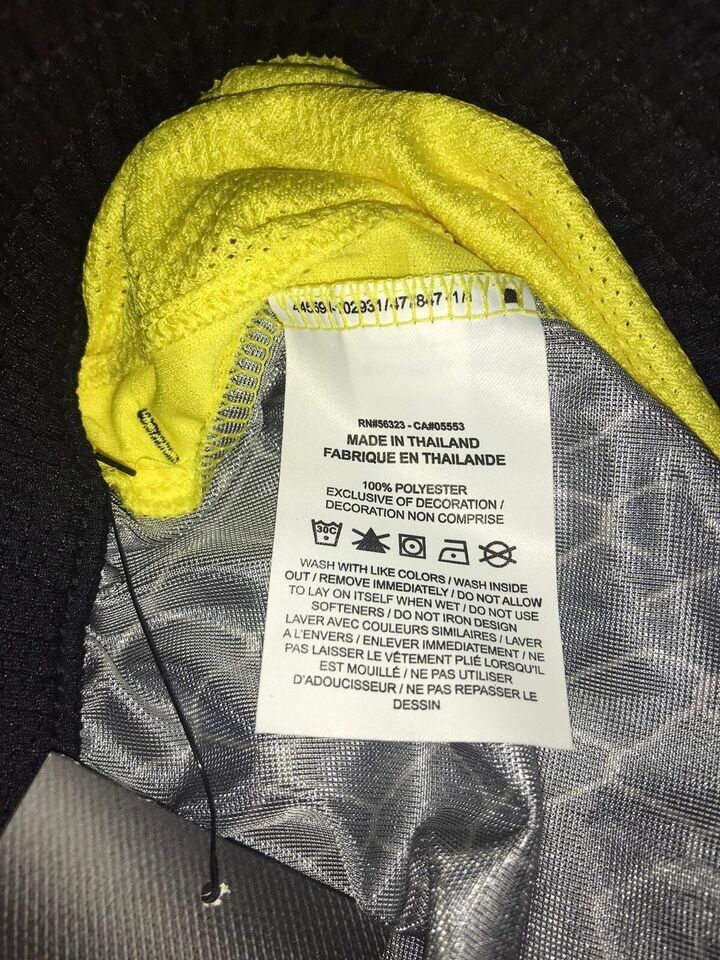 RN#56323 - CA#05553
MADE IN THAILAND
FABRIQUE EN THAILANDE
100% POLYESTER
EXCLUSIVE OF DECORATION /
DECORATION NON COMPRISE
30C
WASH WITH LIKE COLORS / WASH INSIDE
OUT / REMOVE IMMEDIATELY / DO NOT ALLOW
TO LAY ON ITSELF WHEN WET / DO NOT USE
SOFTENERS / DO NOT IRON DESIGN
LAVER AVEC COULEURS SIMILAIRES / LAVER
A L'ENVERS / ENLEVER IMMEDIATEMENT / NE
PAS LAISSER LE VÊTEMENT PLIÉ LORSQU'IL
EST MOUILLÉ / NE PAS UTILISER
D'ADOUCISSEUR / NE PAS REPASSER LE
DESSIN